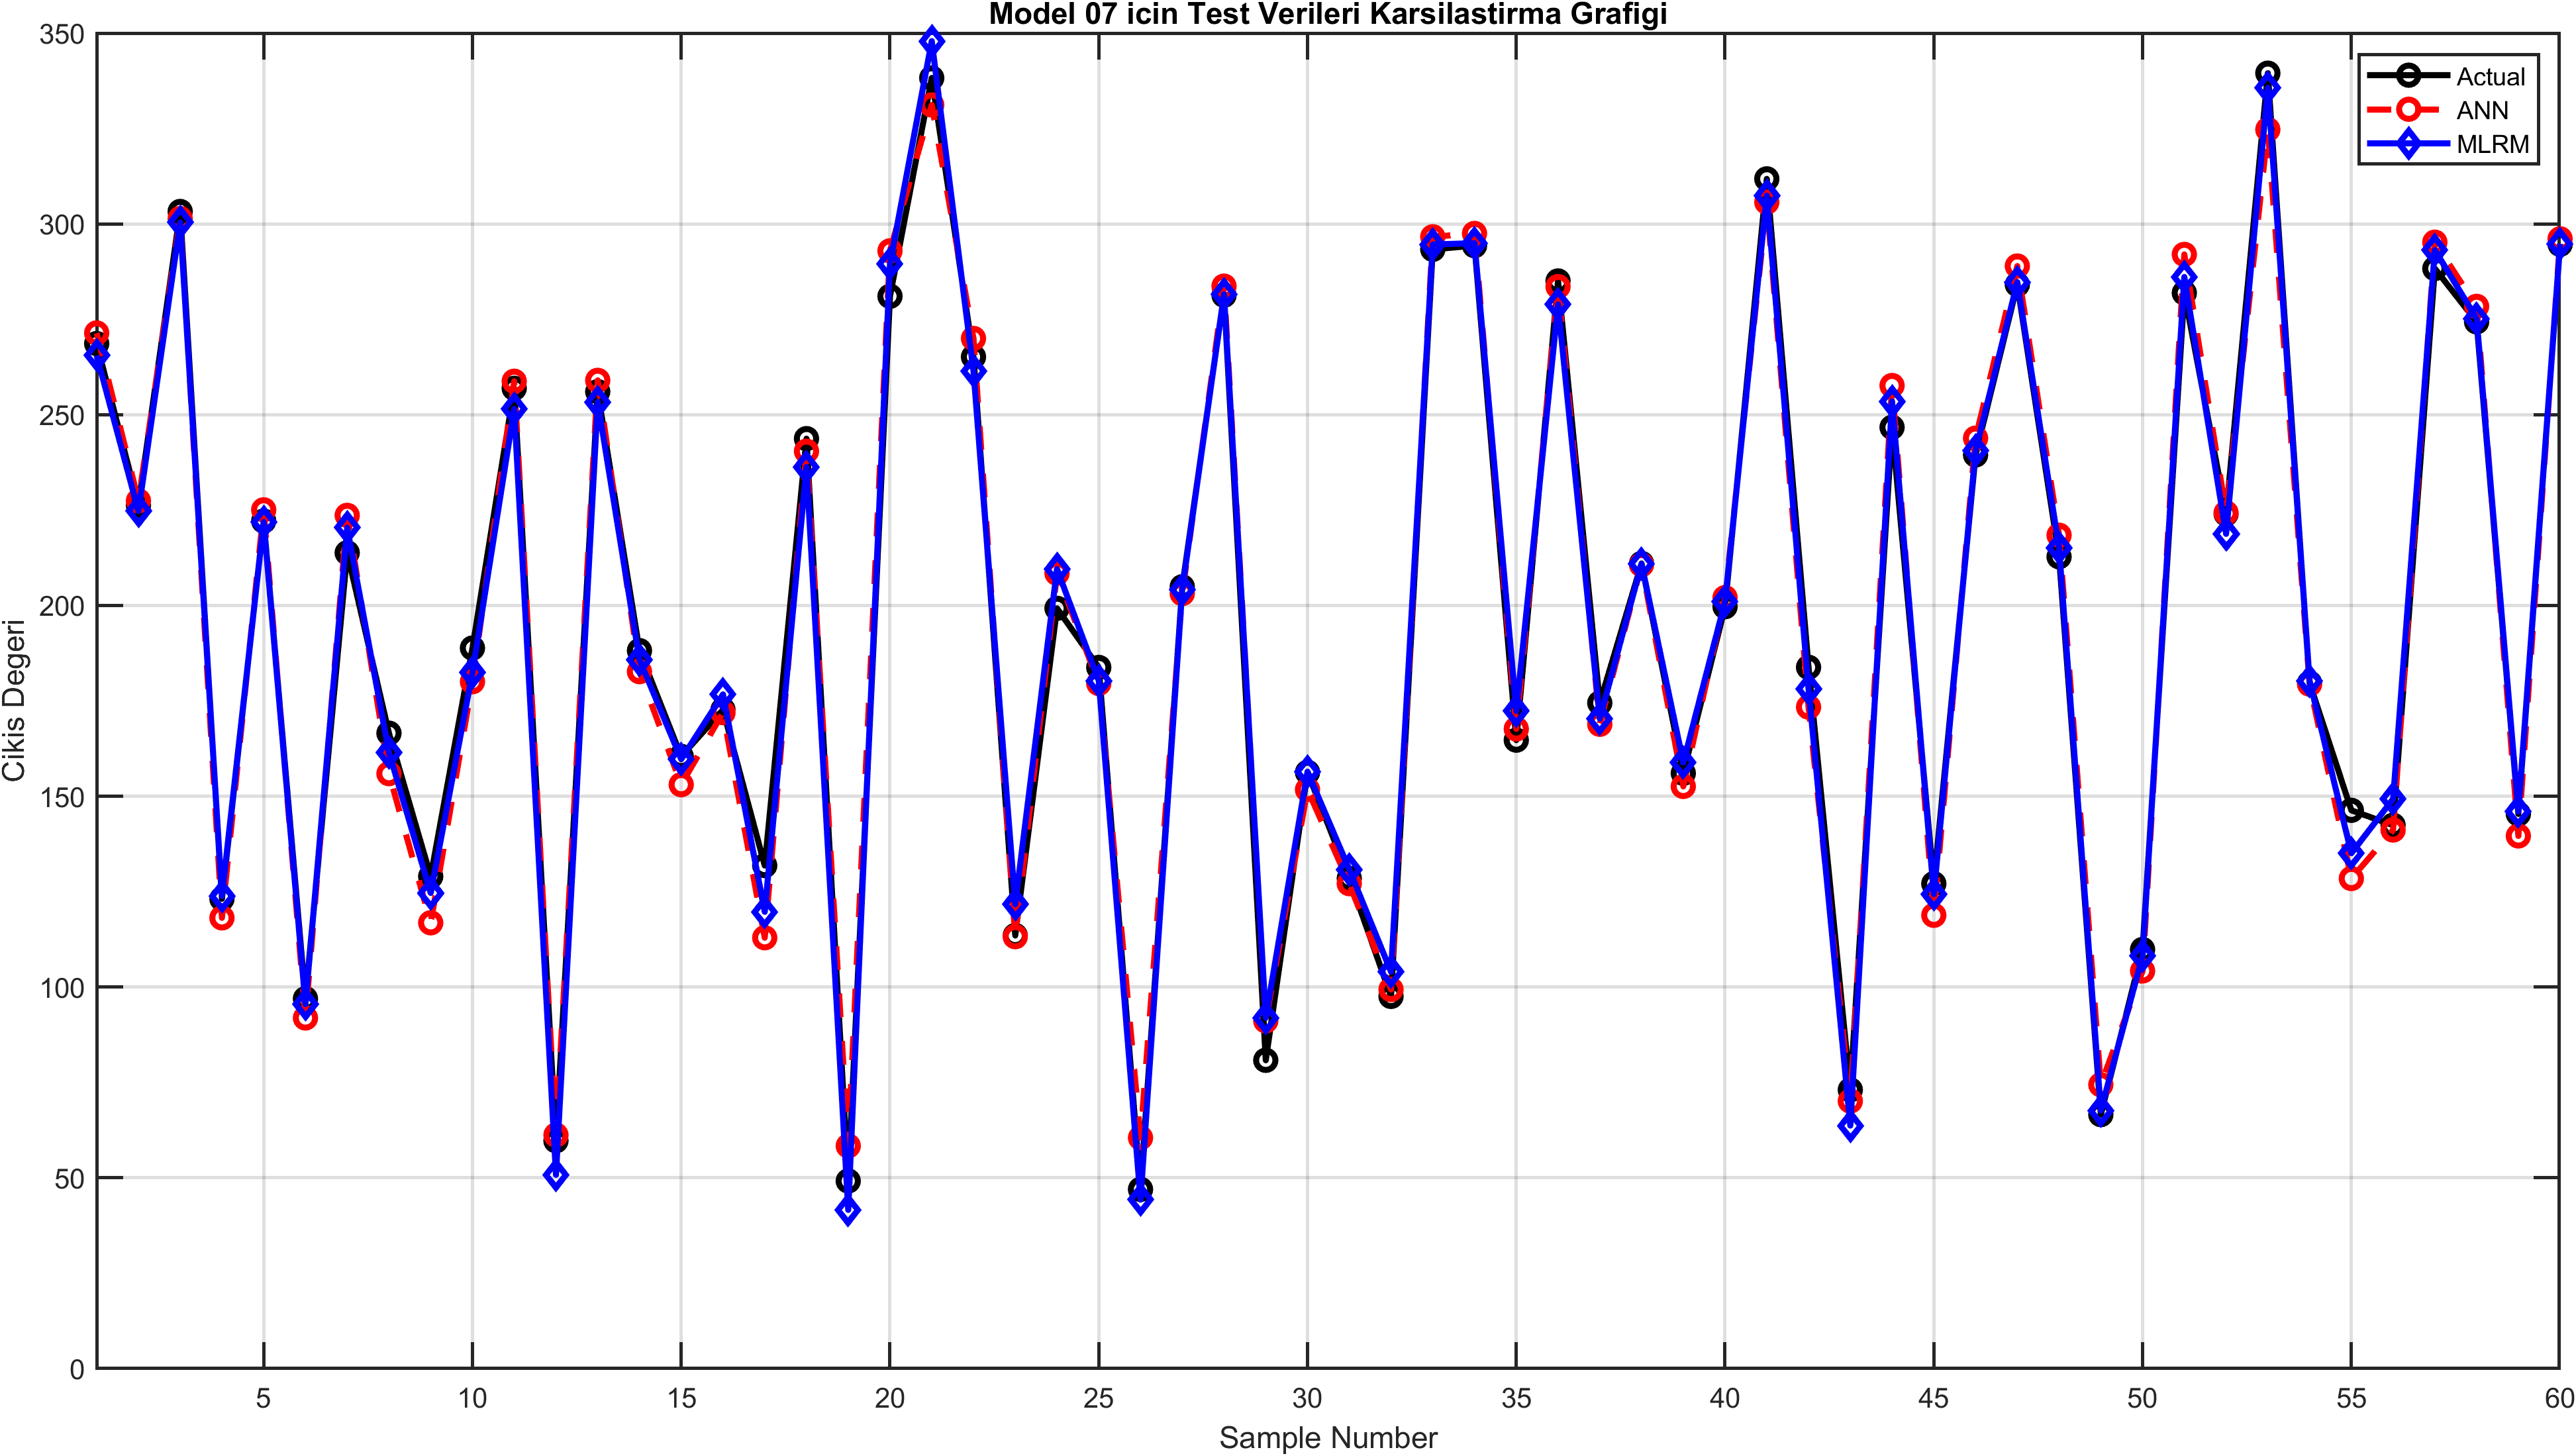 Model 07 icin Test Verileri Karsilastirma Grafigi
350
300
250
200
150
100
50
0
Cikis Degeri
Actual
ANN
MLRM
5 10 15 20 25 30 35 40 45 50 55 60
Sample Number